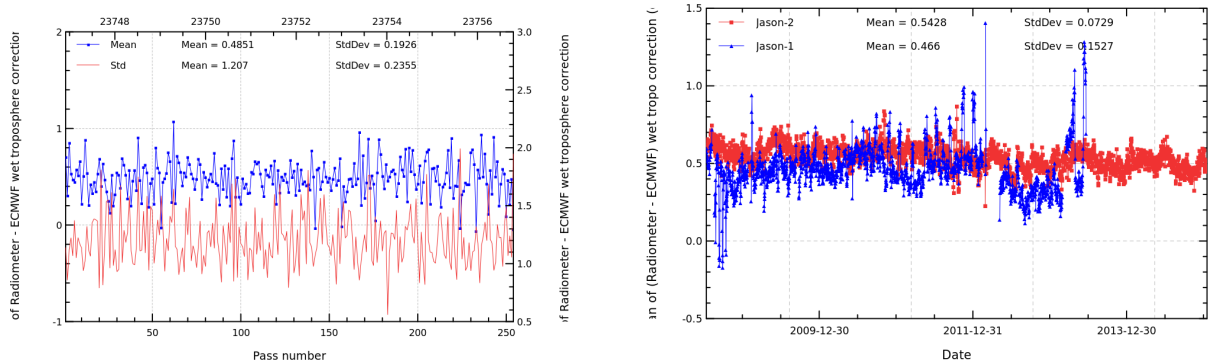 23748 23750 23752 23754 23756
2
1
0
-1
3.0
2.5
2.0
1.5
1.0
0.5
Mean Mean = 0.4851 StdDev = 0.1926
Std Mean = 1.207 StdDev = 0.2355
of Radiometer - ECMWF wet troposphere correction
of Radiometer - ECMWF wet troposphere correction
50 100 150 200 250
Pass number
1.5
1.0
0.5
0.0
-0.5
Jason-2 Mean = 0.5428 StdDev = 0.0729
Jason-1 Mean = 0.466 StdDev = 0.1527
an of (Radiometer - ECMWF) wet tropo correction (
2009-12-30 2011-12-31 2013-12-30
Date